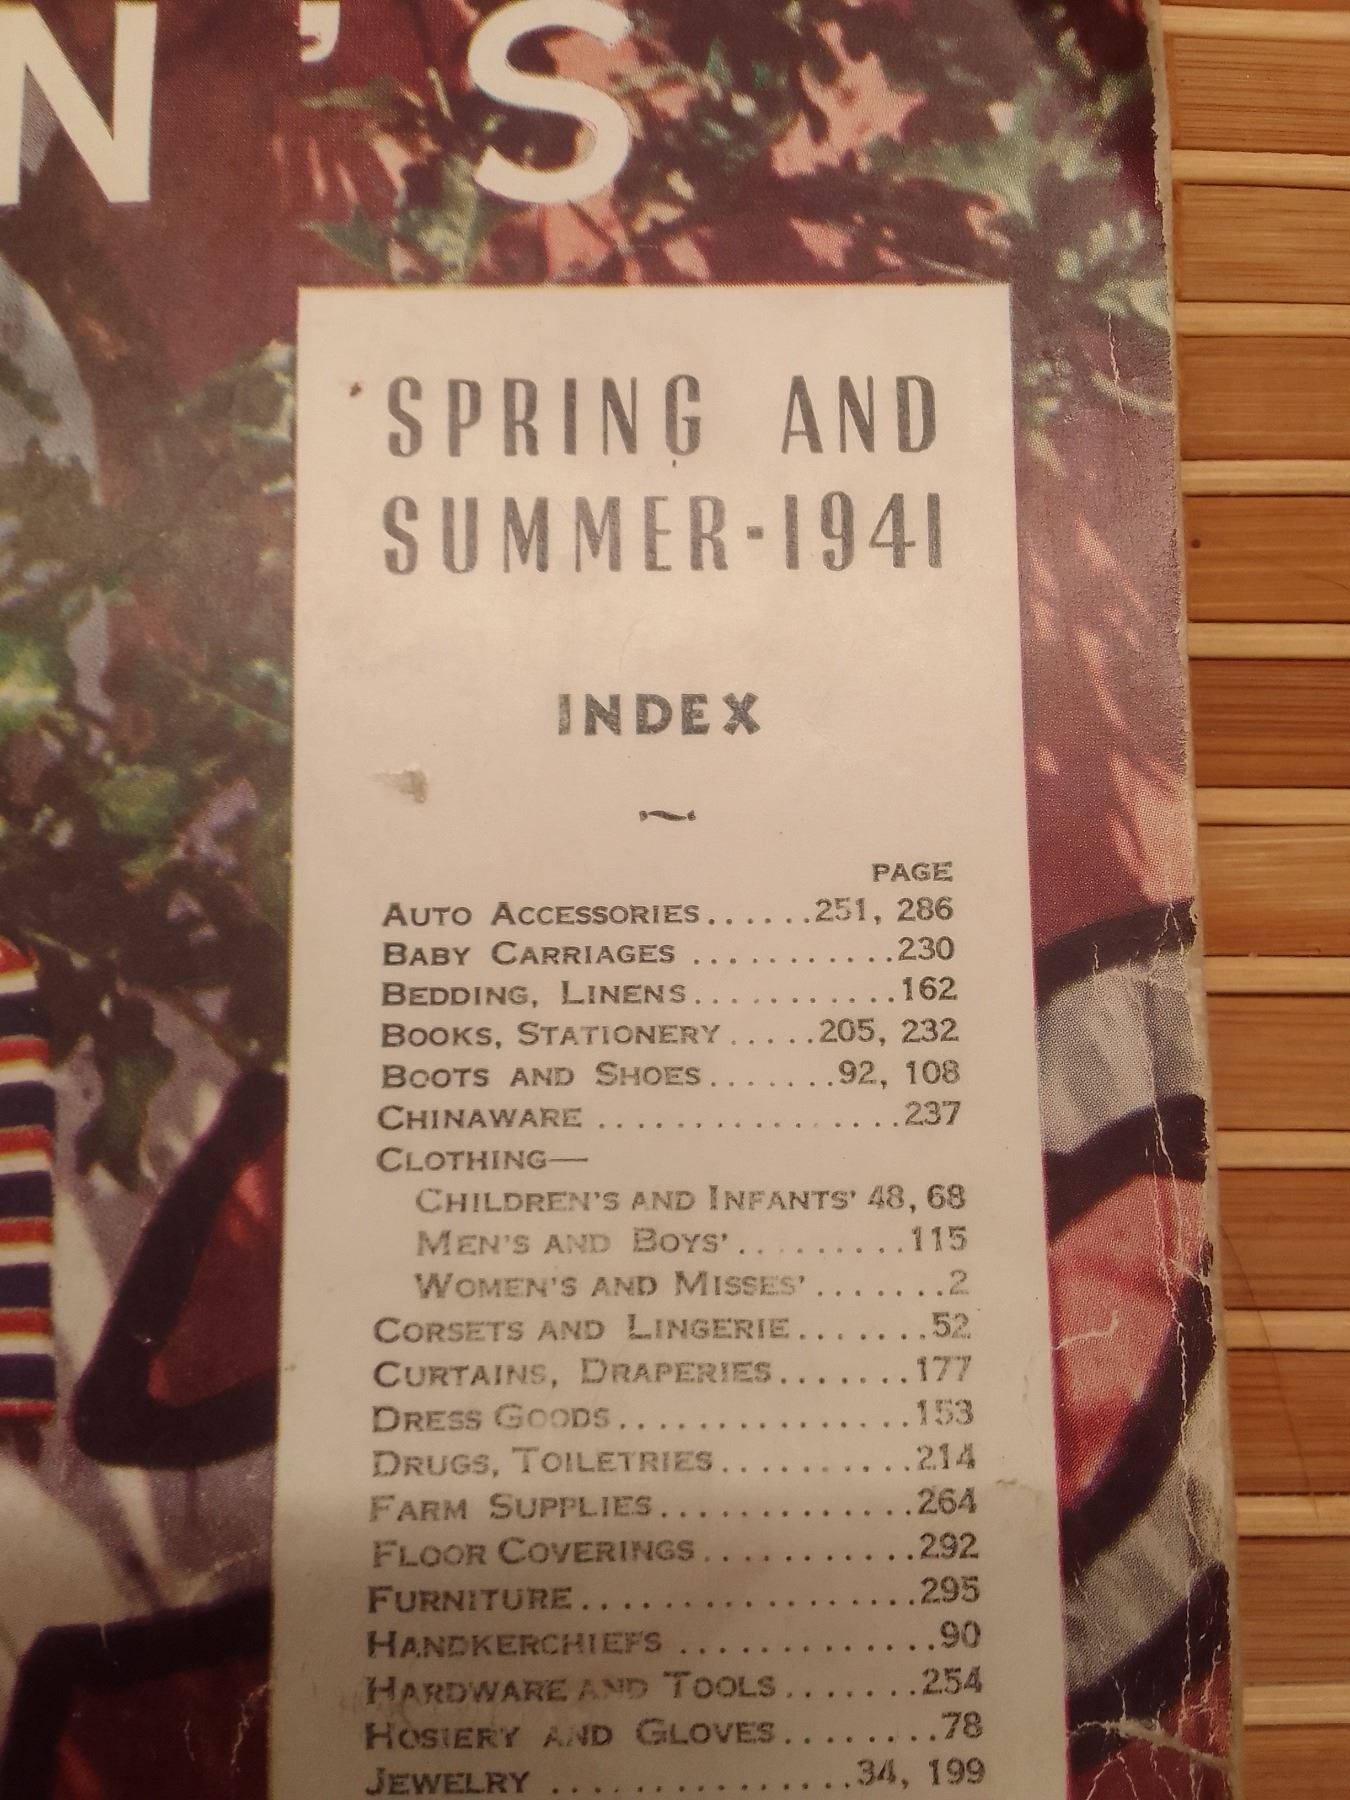 N'S
SPRING AND
SUMMER-1941
INDEX
PAGE
AUTO ACCESSORIES......251, 286
BABY CARRIAGES ...........230
BEDDING, LINENS...........162
BOOKS, STATIONERY.....205, 232
BOOTS AND SHOES.......92, 108
CHINAWARE ................237
CLOTHING—
CHILDREN'S AND INFANTS' 48, 68
MEN'S AND BOYS'.........115
WOMEN'S AND MISSES'.......2
CORSETS AND LINGERIE.......52
CURTAINS, DRAPERIES.......177
DRESS GOODS...............153
DRUGS, TOILETRIES..........214
FARM SUPPLIES.............264
FLOOR COVERINGS...........292
FURNITURE.................295
HANDKERCHIEFS .............90
HARDWARE AND TOOLS.......254
HOSIERY AND GLOVES........78
JEWELRY ...............34, 199